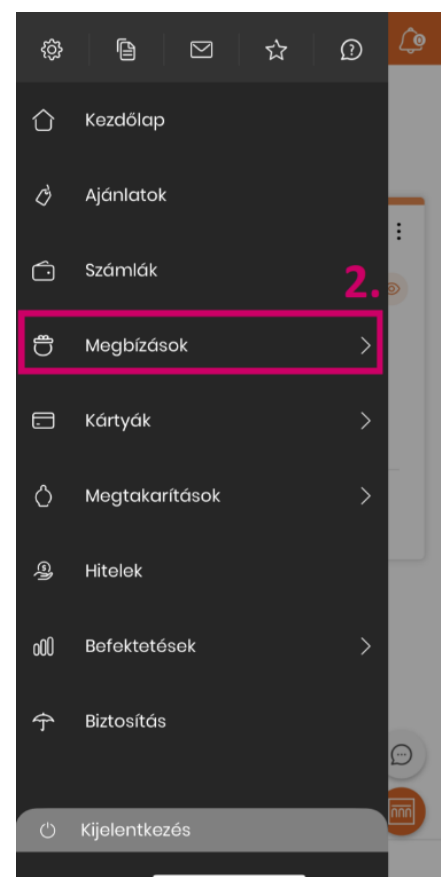 Kezdőlap
Ajánlatok
Számlák
2.
Megbízások
Kártyák
Megtakarítások
Hitelek
Befektetések
Biztosítás
Kijelentkezés